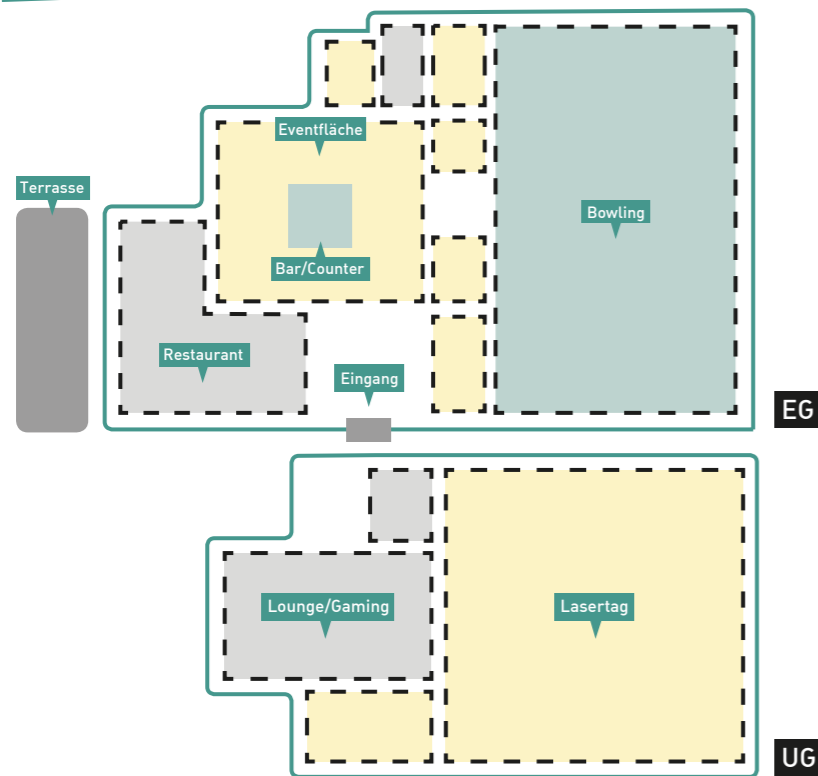 Eventfläche
Terrasse
Bowling
Bar/Counter
Restaurant
Eingang
EG
Lounge/Gaming
Lasertag
UG